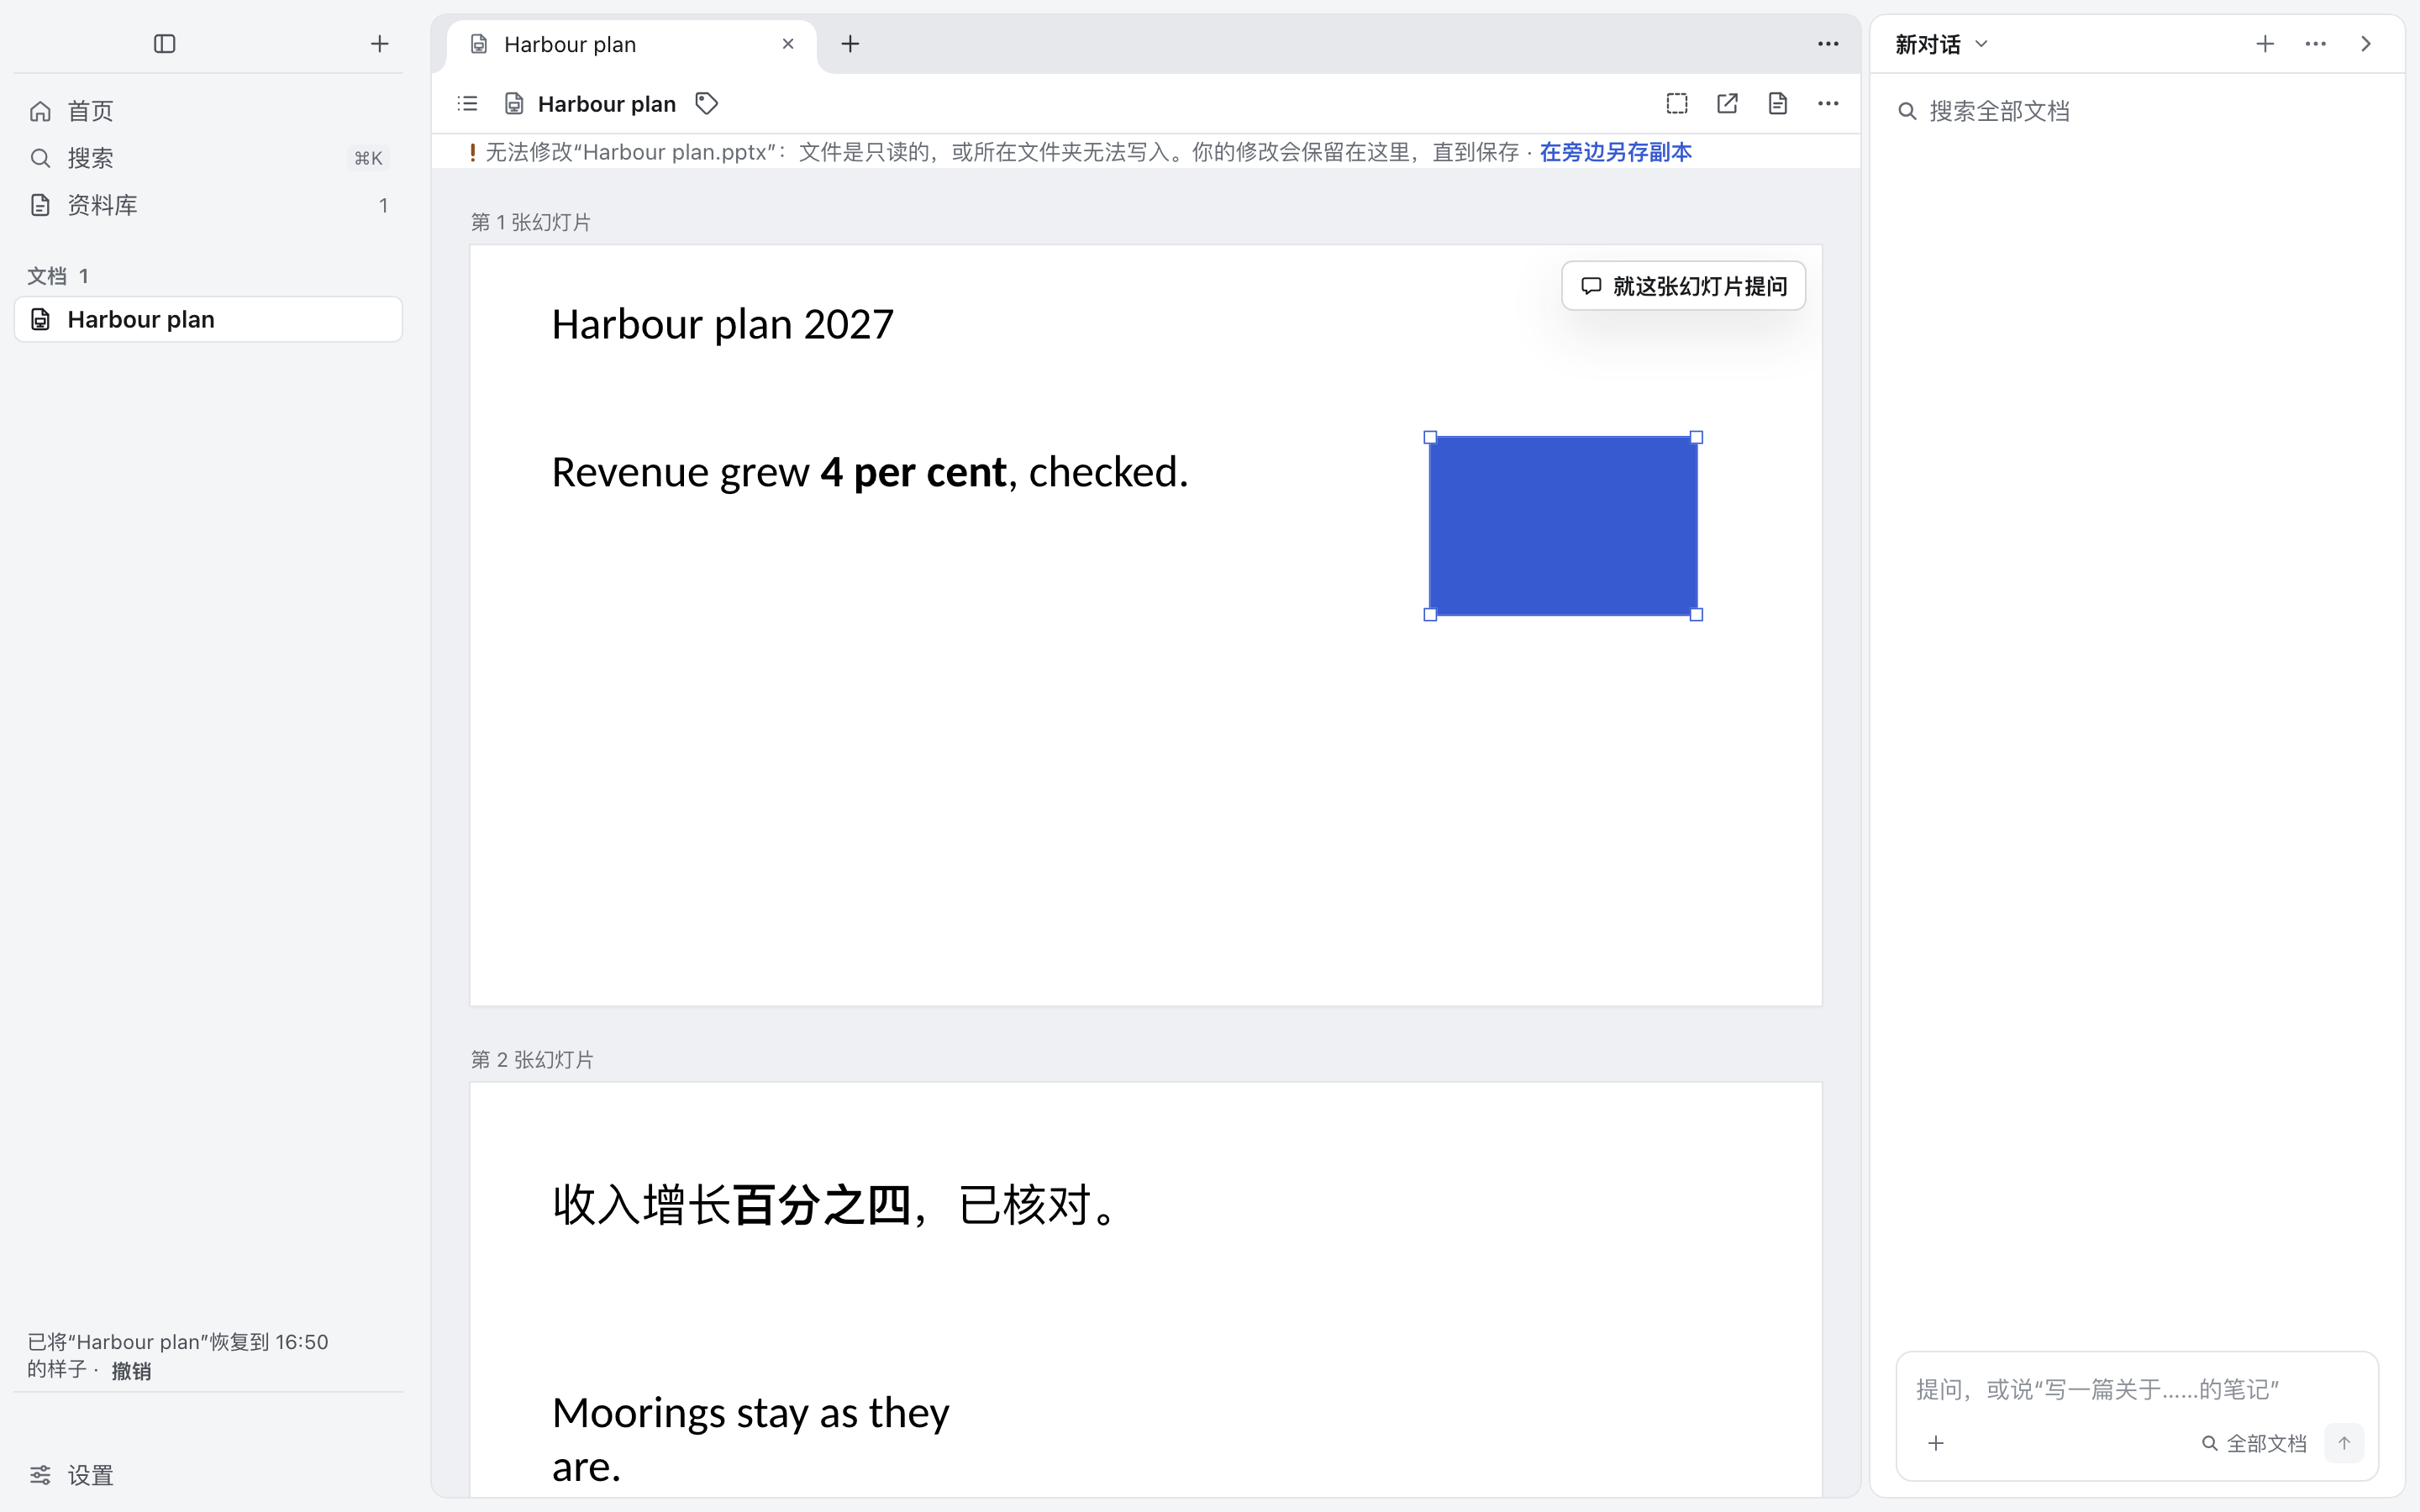 首页
搜索 ⌘K
资料库 1
文档 1
Harbour plan
已将“Harbour plan”恢复到 16:50
的样子 · 撤销
设置
Harbour plan
Harbour plan
无法修改“Harbour plan.pptx”：文件是只读的，或所在文件夹无法写入。你的修改会保留在这里，直到保存 · 在旁边另存副本
第 1 张幻灯片
就这张幻灯片提问
Harbour plan 2027
Revenue grew 4 per cent, checked.
第 2 张幻灯片
收入增长百分之四，已核对。
Moorings stay as they
are.
新对话
搜索全部文档
提问，或说“写一篇关于……的笔记”
全部文档